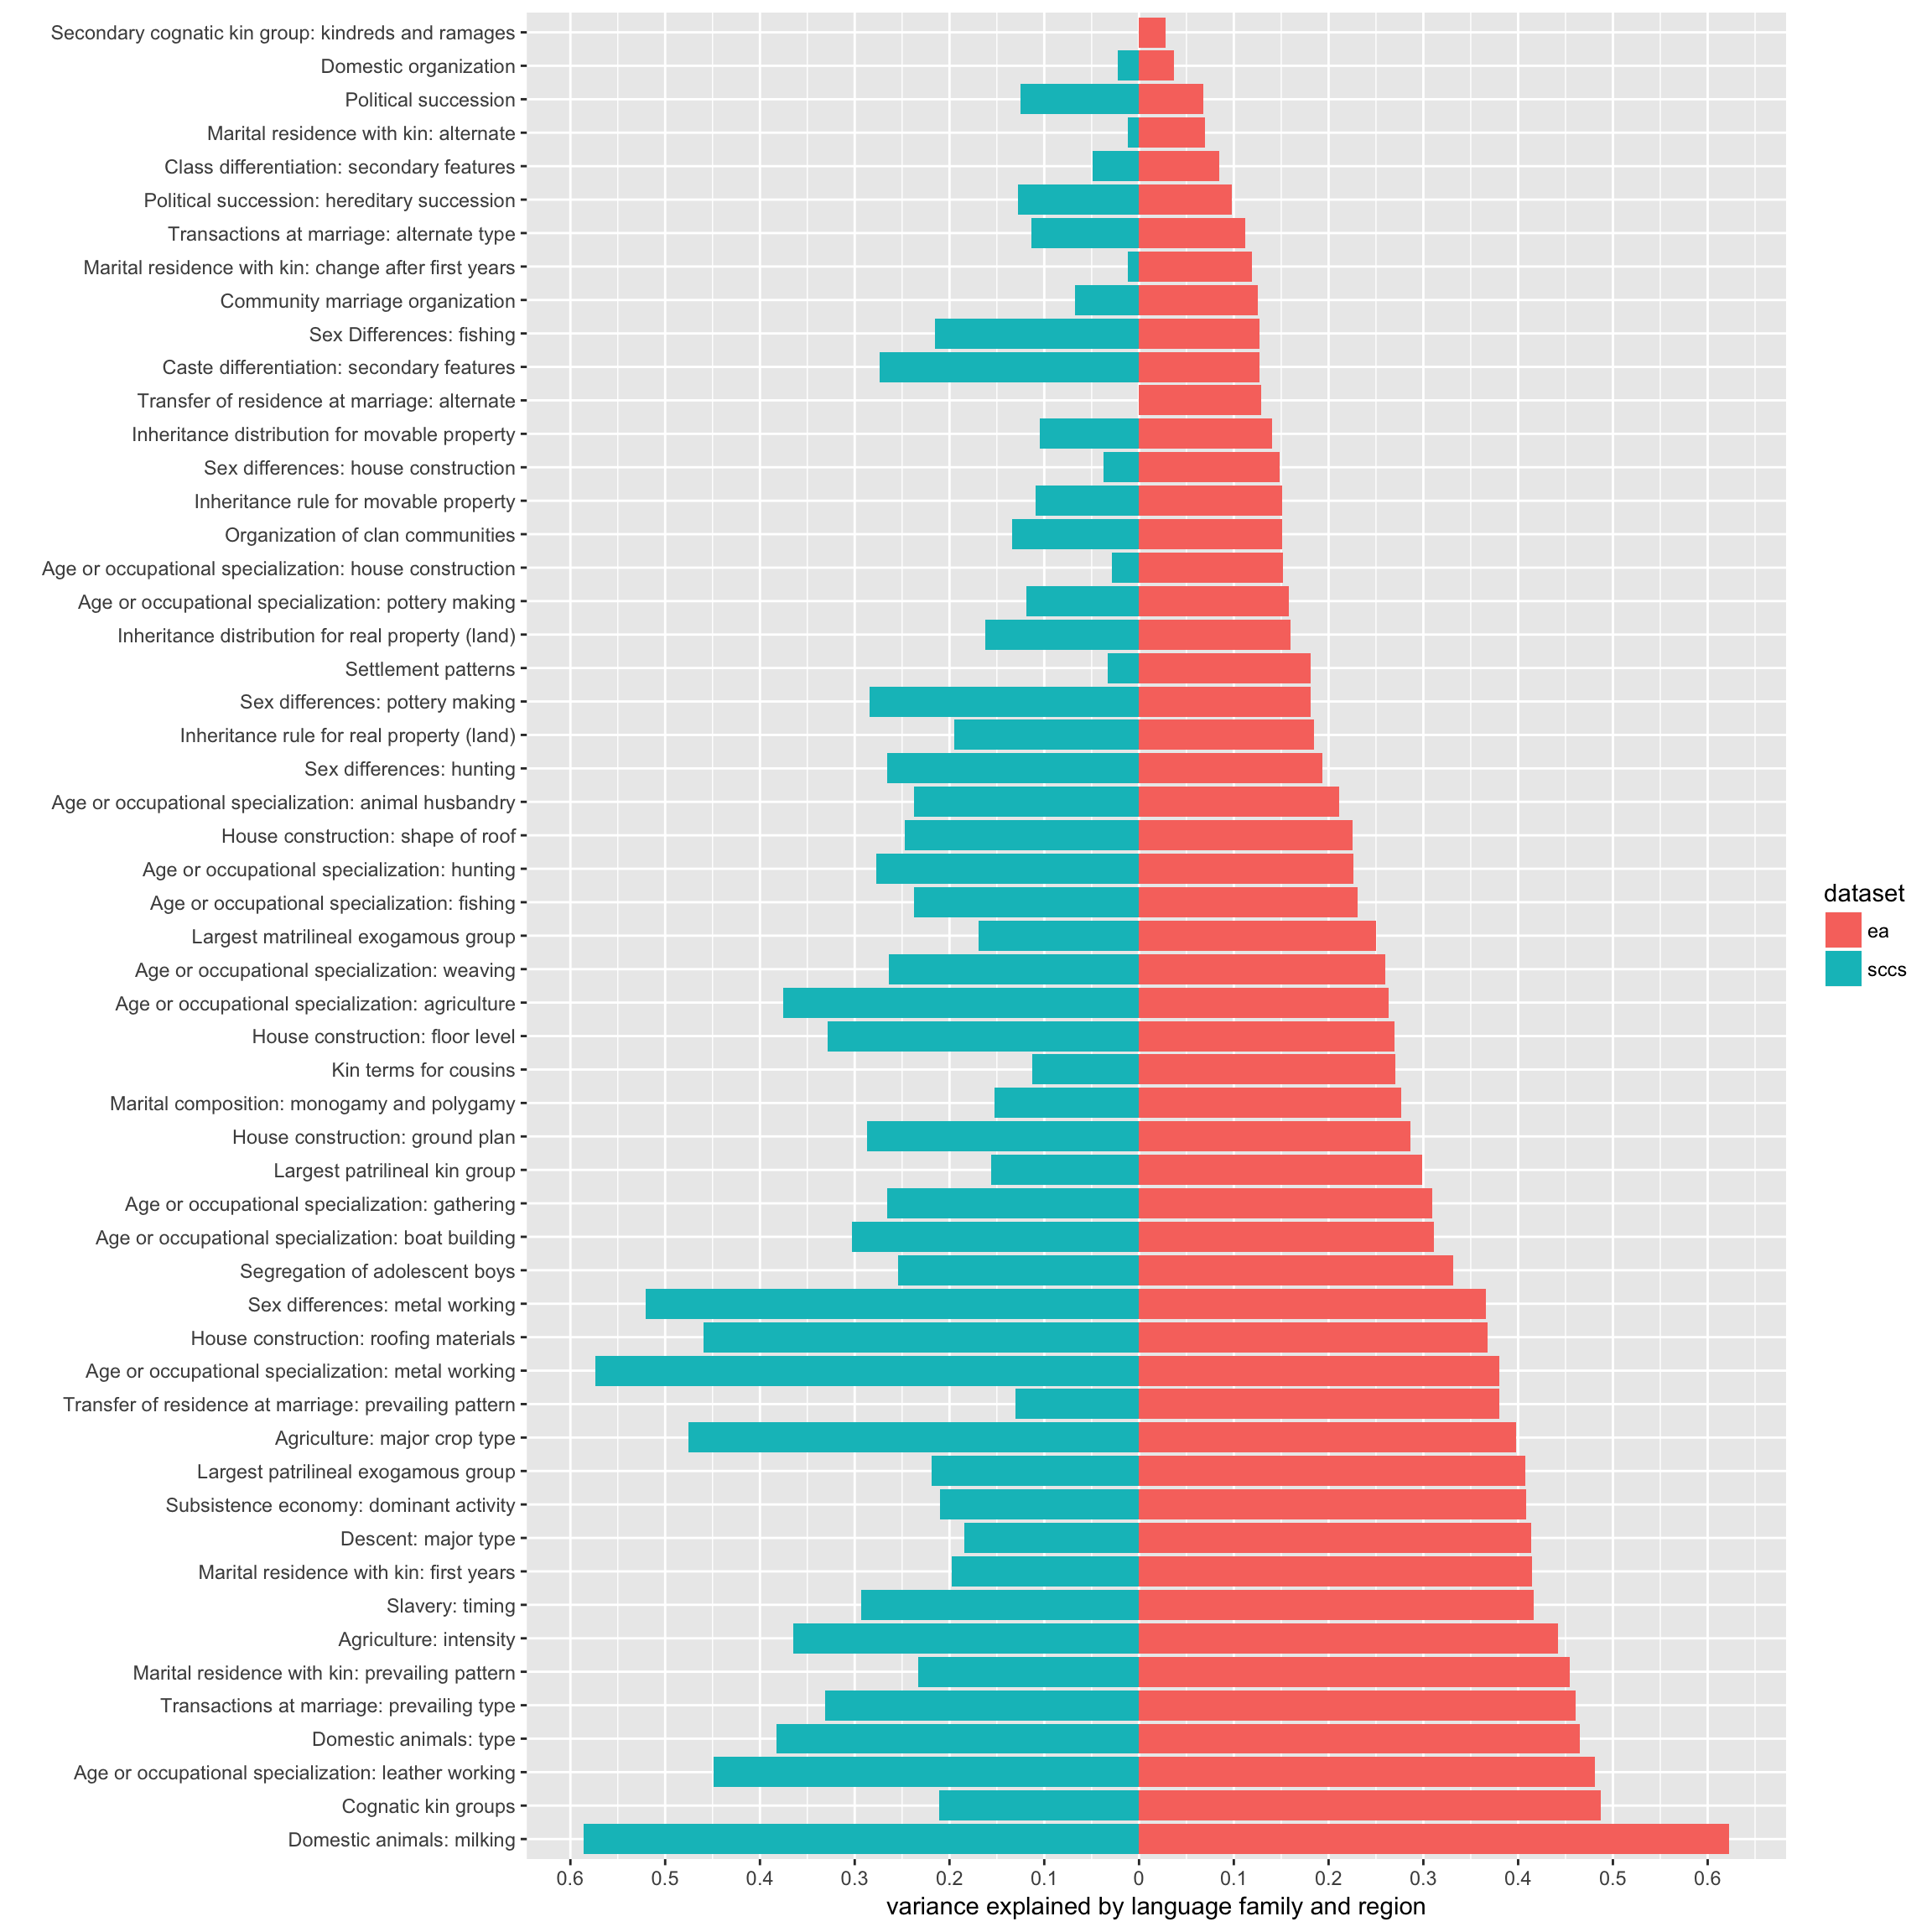 Secondary cognatic kin group: kindreds and ramages
Domestic organization
Political succession
Marital residence with kin: alternate
Class differentiation: secondary features
Political succession: hereditary succession
Transactions at marriage: alternate type
Marital residence with kin: change after first years
Community marriage organization
Sex Differences: fishing
Caste differentiation: secondary features
Transfer of residence at marriage: alternate
Inheritance distribution for movable property
Sex differences: house construction
Inheritance rule for movable property
Organization of clan communities
Age or occupational specialization: house construction
Age or occupational specialization: pottery making
Inheritance distribution for real property (land)
Settlement patterns
Sex differences: pottery making
Inheritance rule for real property (land)
Sex differences: hunting
Age or occupational specialization: animal husbandry
House construction: shape of roof
Age or occupational specialization: hunting
Age or occupational specialization: fishing
Largest matrilineal exogamous group
Age or occupational specialization: weaving
Age or occupational specialization: agriculture
House construction: floor level
Kin terms for cousins
Marital composition: monogamy and polygamy
House construction: ground plan
Largest patrilineal kin group
Age or occupational specialization: gathering
Age or occupational specialization: boat building
Segregation of adolescent boys
Sex differences: metal working
House construction: roofing materials
Age or occupational specialization: metal working
Transfer of residence at marriage: prevailing pattern
Agriculture: major crop type
Largest patrilineal exogamous group
Subsistence economy: dominant activity
Descent: major type
Marital residence with kin: first years
Slavery: timing
Agriculture: intensity
Marital residence with kin: prevailing pattern
Transactions at marriage: prevailing type
Domestic animals: type
Age or occupational specialization: leather working
Cognatic kin groups
Domestic animals: milking
0.6 0.5 0.4 0.3 0.2 0.1 0 0.1 0.2 0.3 0.4 0.5 0.6
variance explained by language family and region
dataset
ea
sccs